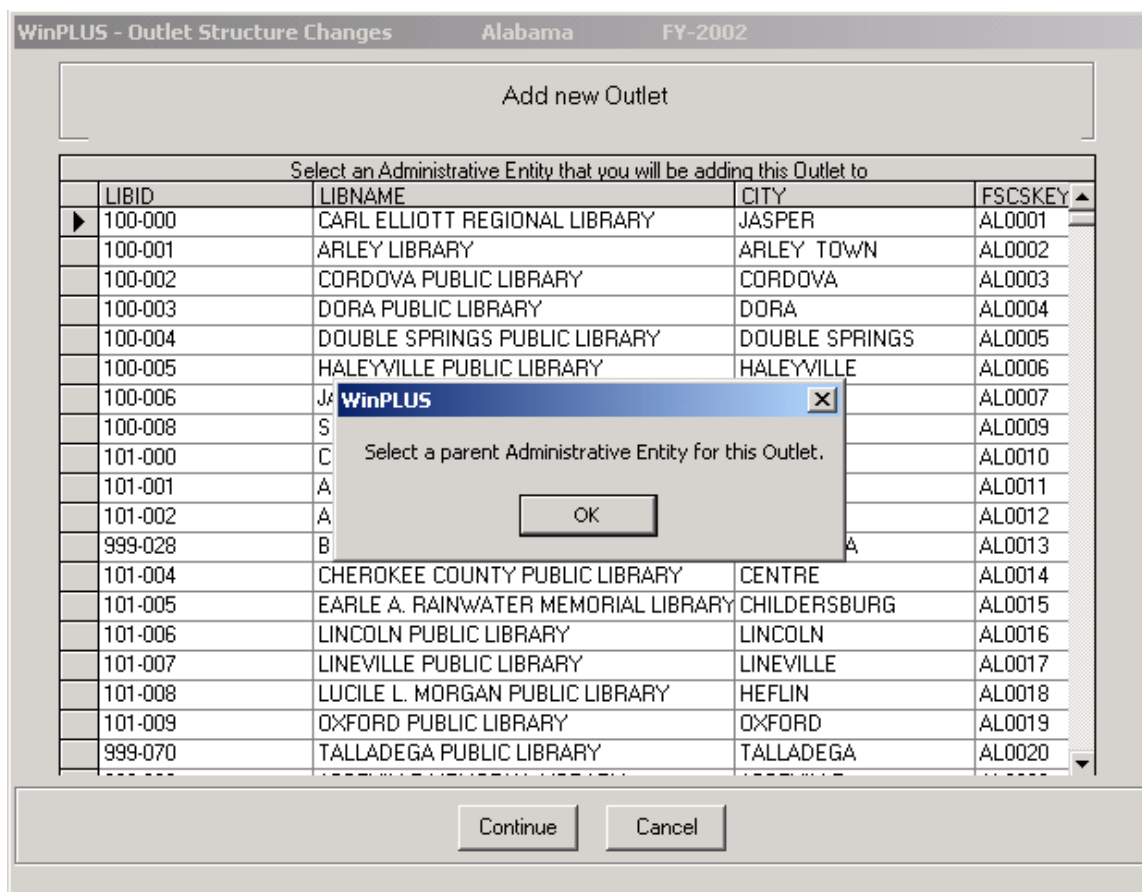 WinPLUS - Outlet Structure Changes Alabama FY-2002
Add new Outlet
Select an Administrative Entity that you will be adding this Outlet to
LIBID LIBNAME CITY FSCSKEY
100-000 CARL ELLIOTT REGIONAL LIBRARY JASPER AL0001
100-001 ARLEY LIBRARY ARLEY TOWN AL0002
100-002 CORDOVA PUBLIC LIBRARY CORDOVA AL0003
100-003 DORA PUBLIC LIBRARY DORA AL0004
100-004 DOUBLE SPRINGS PUBLIC LIBRARY DOUBLE SPRINGS AL0005
100-005 HALEYVILLE PUBLIC LIBRARY HALEYVILLE AL0006
100-006 JA AL0007
100-008 S AL0009
101-000 C AL0010
101-001 A AL0011
101-002 A AL0012
999-028 B A AL0013
WinPLUS
Select a parent Administrative Entity for this Outlet.
OK
101-004 CHEROKEE COUNTY PUBLIC LIBRARY CENTRE AL0014
101-005 EARLE A. RAINWATER MEMORIAL LIBRARY CHILDERSBURG AL0015
101-006 LINCOLN PUBLIC LIBRARY LINCOLN AL0016
101-007 LINEVILLE PUBLIC LIBRARY LINEVILLE AL0017
101-008 LUCILE L. MORGAN PUBLIC LIBRARY HEFLIN AL0018
101-009 OXFORD PUBLIC LIBRARY OXFORD AL0019
999-070 TALLADEGA PUBLIC LIBRARY TALLADEGA AL0020
Continue Cancel